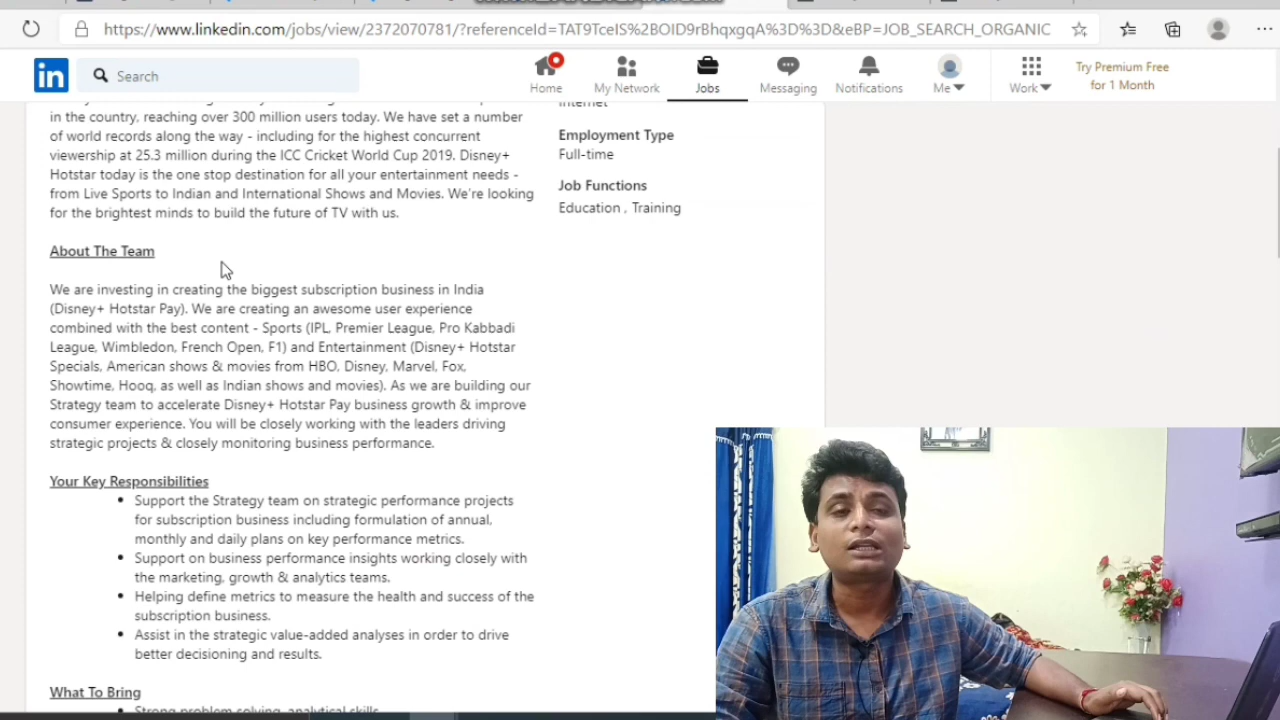 https://www.linkedin.com/jobs/view/2372070781/?referenceId=TAT9TceIS%2BOID9rBhqxgqA%3D%3D&eBP=JOB_SEARCH_ORGANIC
in
Search
Home
My Network
Jobs
Messaging
Notifications
Me
Work
Try Premium Free
for 1 Month
in the country, reaching over 300 million users today. We have set a number
of world records along the way - including for the highest concurrent
viewership at 25.3 million during the ICC Cricket World Cup 2019. Disney+
Hotstar today is the one stop destination for all your entertainment needs -
from Live Sports to Indian and International Shows and Movies. We're looking
for the brightest minds to build the future of TV with us.
About The Team
We are investing in creating the biggest subscription business in India
(Disney+ Hotstar Pay). We are creating an awesome user experience
combined with the best content - Sports (IPL, Premier League, Pro Kabbadi
League, Wimbledon, French Open, F1) and Entertainment (Disney+ Hotstar
Specials, American shows & movies from HBO, Disney, Marvel, Fox,
Showtime, Hooq, as well as Indian shows and movies). As we are building our
Strategy team to accelerate Disney+ Hotstar Pay business growth & improve
consumer experience. You will be closely working with the leaders driving
strategic projects & closely monitoring business performance.
Your Key Responsibilities
Support the Strategy team on strategic performance projects
for subscription business including formulation of annual,
monthly and daily plans on key performance metrics.
Support on business performance insights working closely with
the marketing, growth & analytics teams.
Helping define metrics to measure the health and success of the
subscription business.
Assist in the strategic value-added analyses in order to drive
better decisioning and results.
What To Bring
Strong problem solving, analytical skills
Internet
Employment Type
Full-time
Job Functions
Education , Training